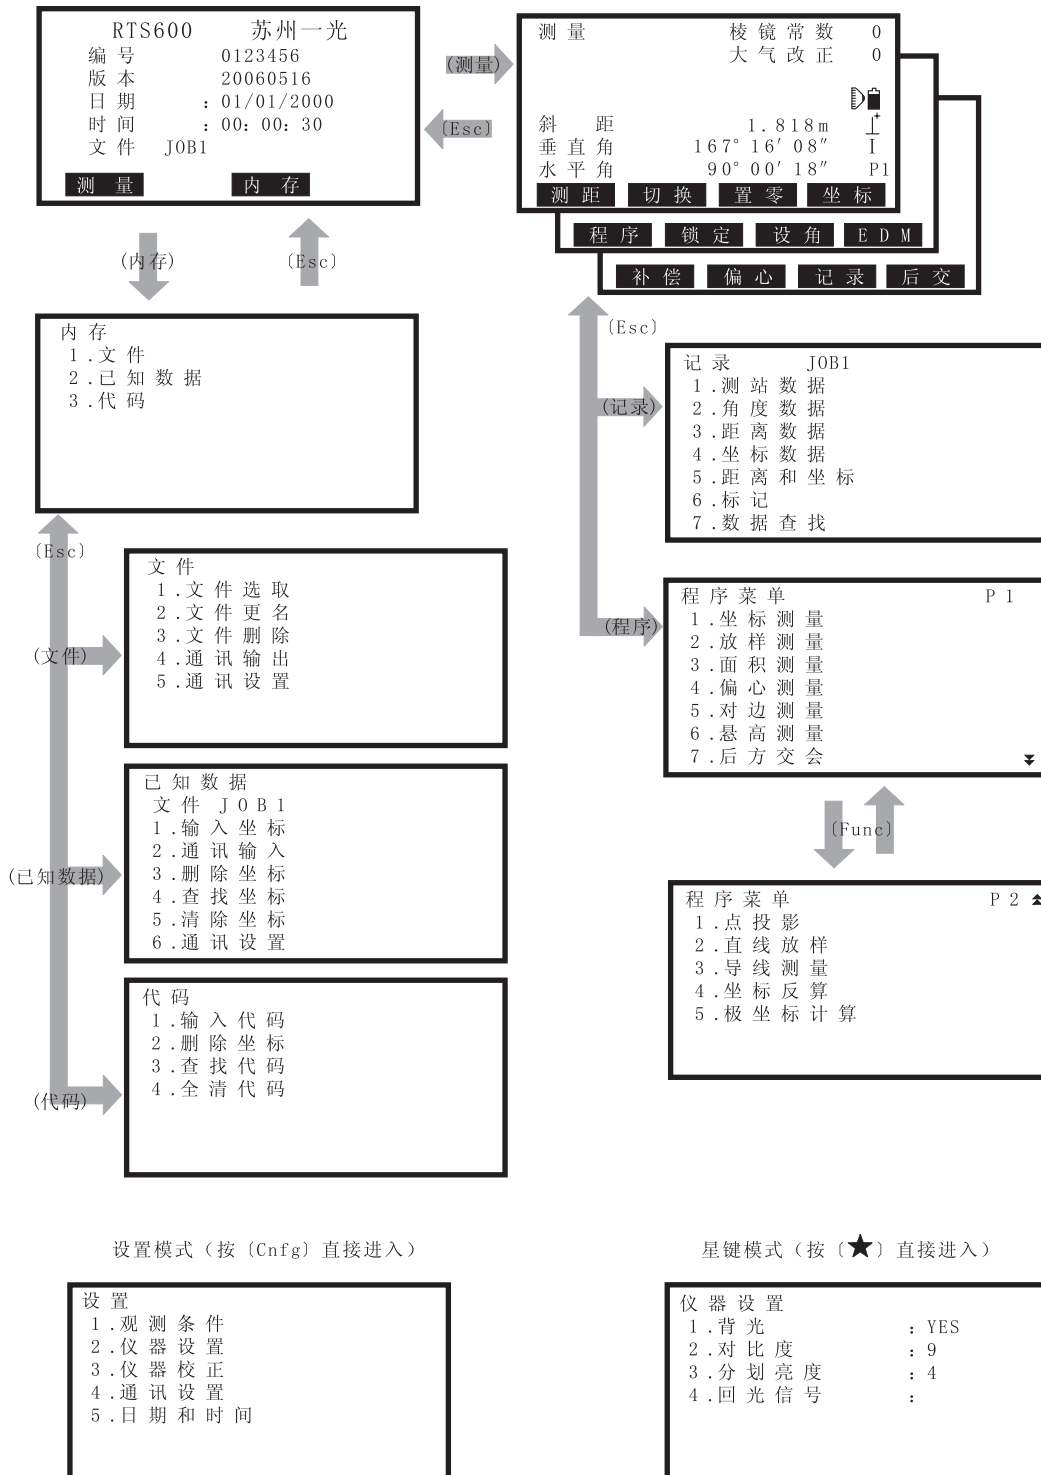 RTS600 苏州一光
编号 0123456
版本 20060516
日期 : 01/01/2000
时间 : 00: 00: 30
文件 JOB1
测量 内存
(测量)
〔Esc〕
测量 棱镜常数 0
大气改正 0
斜距 1.818m
垂直角 167°16′08″
水平角 90°00′18″ P1
测距 切换 置零 坐标
程序 锁定 设角 EDM
补偿 偏心 记录 后交
(内存)
〔Esc〕
内存
1.文件
2.已知数据
3.代码
〔Esc〕
(文件)
文件
1.文件选取
2.文件更名
3.文件删除
4.通讯输出
5.通讯设置
(已知数据)
已知数据
文件 JOB1
1.输入坐标
2.通讯输入
3.删除坐标
4.查找坐标
5.清除坐标
6.通讯设置
(代码)
代码
1.输入代码
2.删除坐标
3.查找代码
4.全清代码
〔Esc〕
(记录)
记录 JOB1
1.测站数据
2.角度数据
3.距离数据
4.坐标数据
5.距离和坐标
6.标记
7.数据查找
(程序)
程序菜单 P1
1.坐标测量
2.放样测量
3.面积测量
4.偏心测量
5.对边测量
6.悬高测量
7.后方交会
〔Func〕
程序菜单 P2
1.点投影
2.直线放样
3.导线测量
4.坐标反算
5.极坐标计算
设置模式（按〔Cnfg〕直接进入）
设置
1.观测条件
2.仪器设置
3.仪器校正
4.通讯设置
5.日期和时间
星键模式（按〔★〕直接进入）
仪器设置
1.背光 : YES
2.对比度 : 9
3.分划亮度 : 4
4.回光信号 :